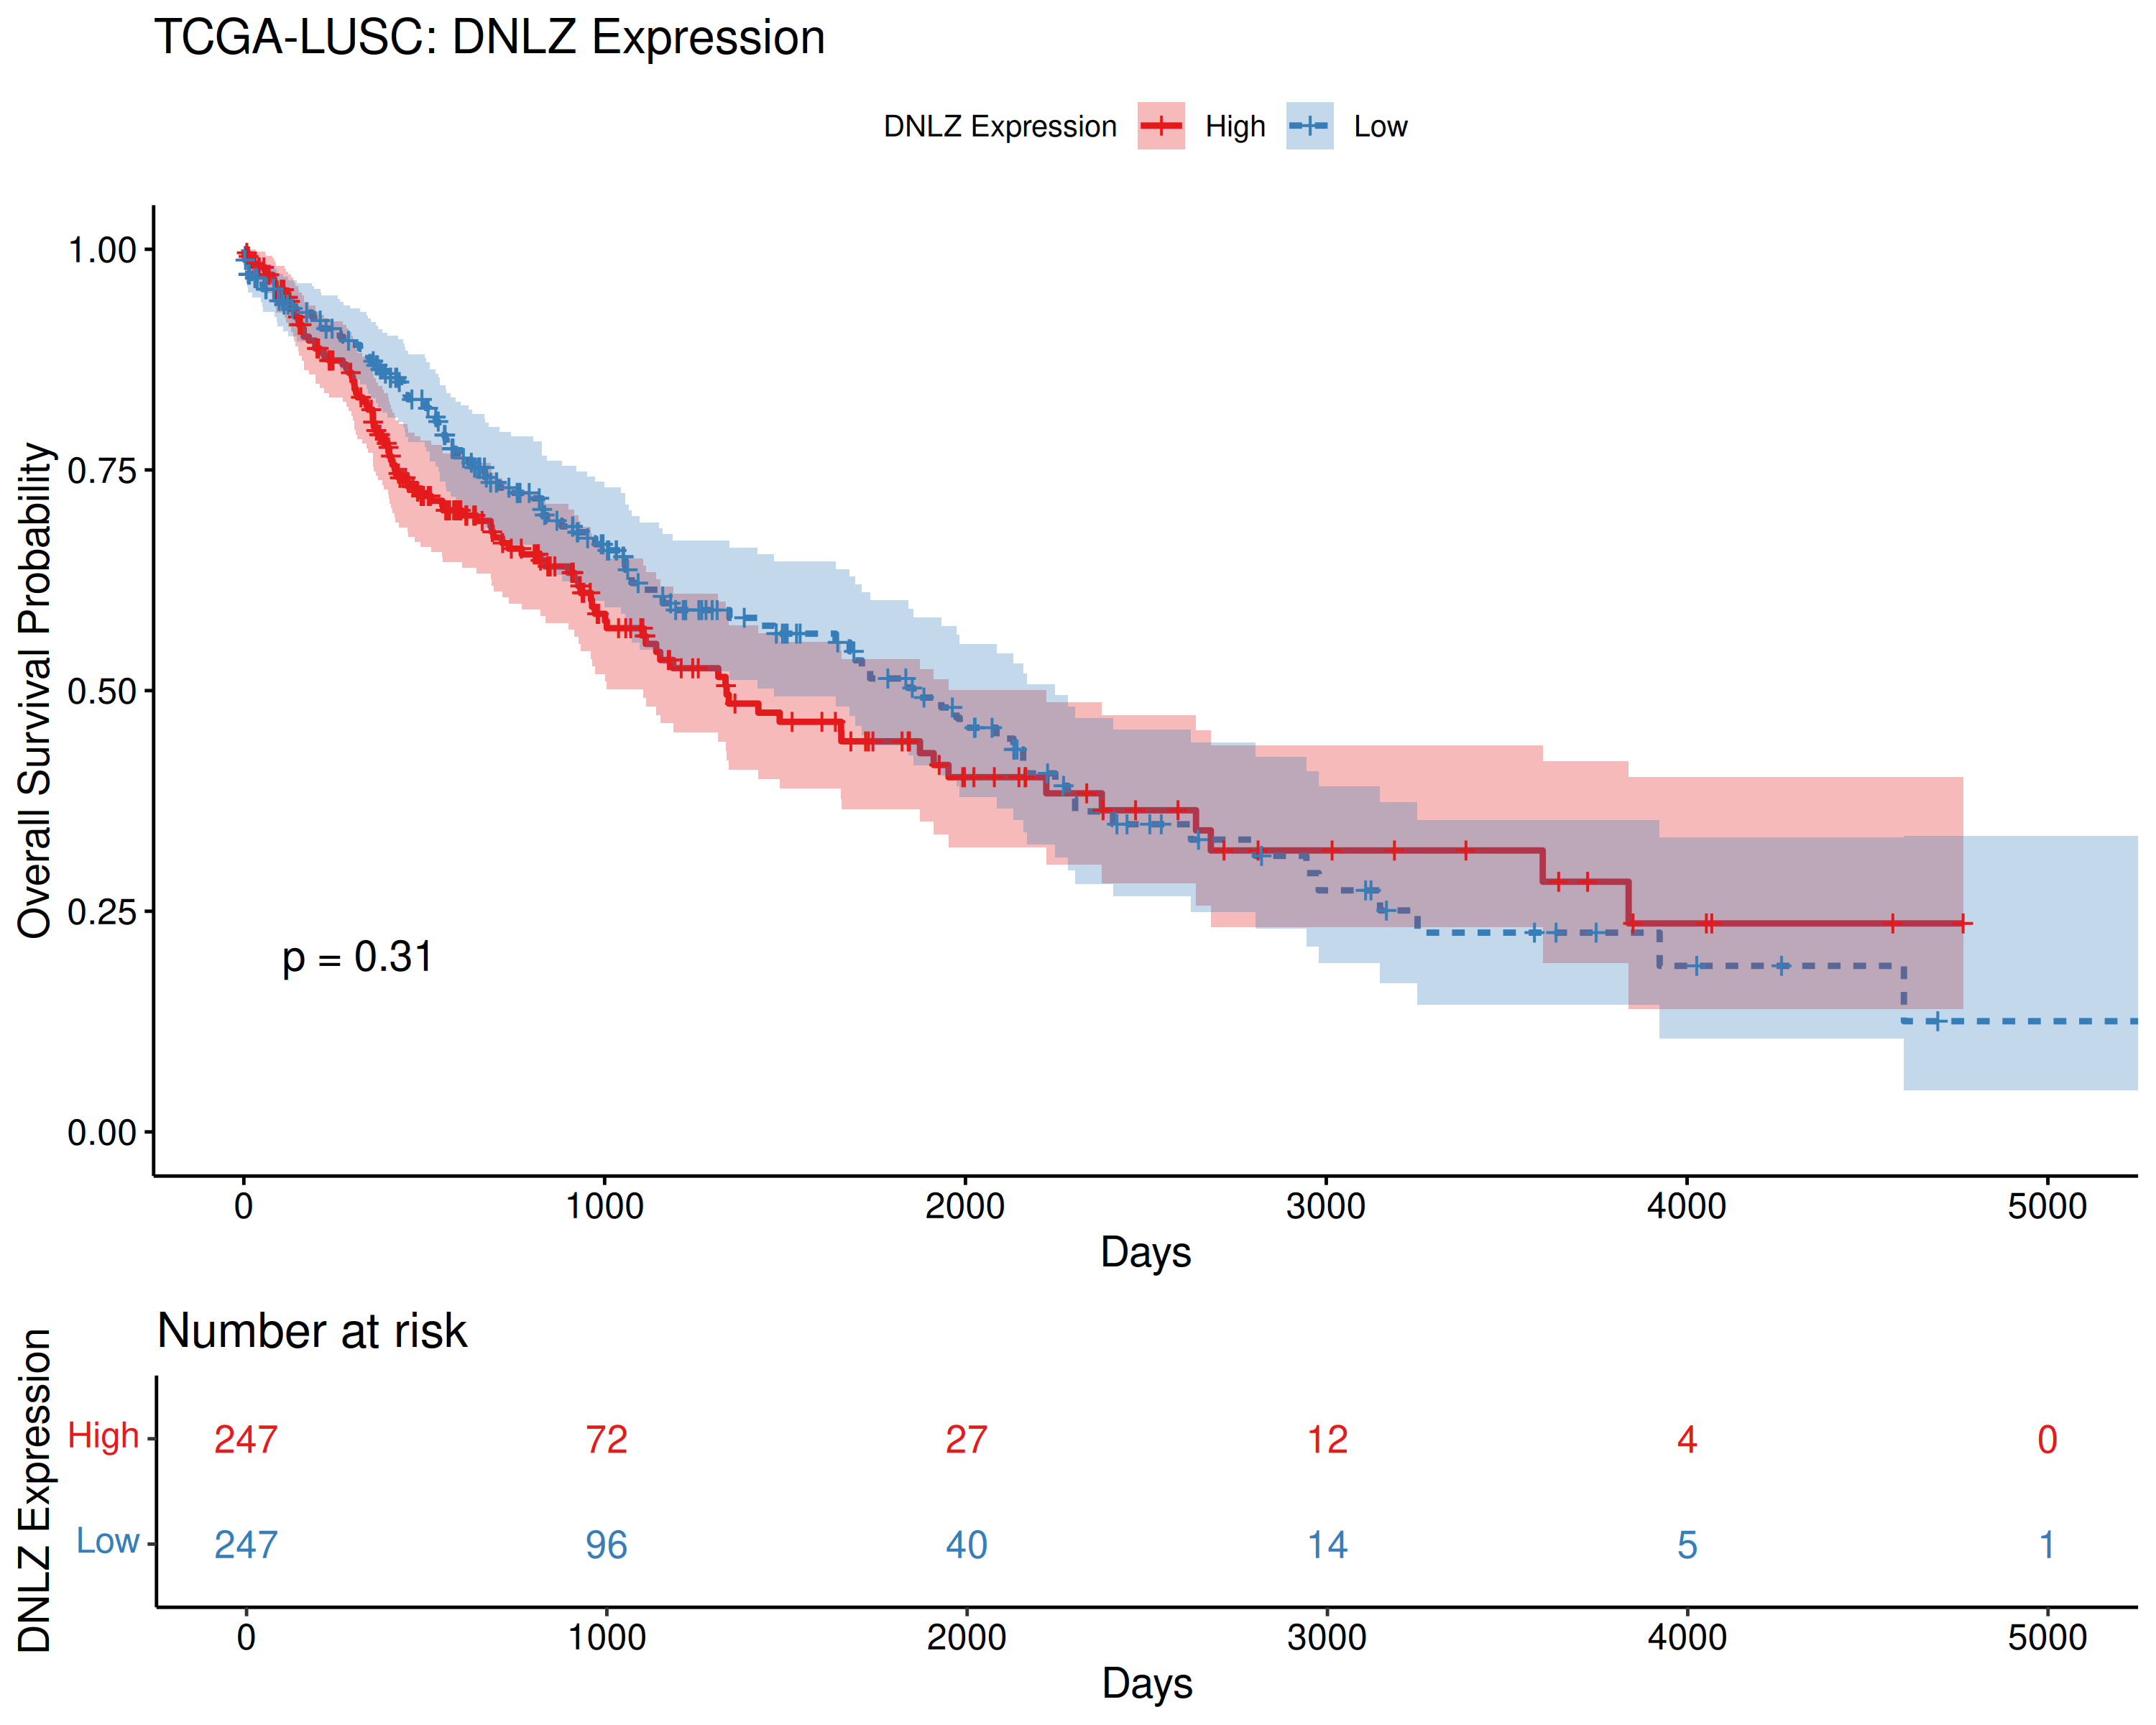 TCGA-LUSC: DNLZ Expression
DNLZ Expression High Low
Overall Survival Probability
1.00
0.75
0.50
0.25
0.00
p = 0.31
0 1000 2000 3000 4000 5000
Days
Number at risk
DNLZ Expression
High 247 72 27 12 4 0
Low 247 96 40 14 5 1
0 1000 2000 3000 4000 5000
Days